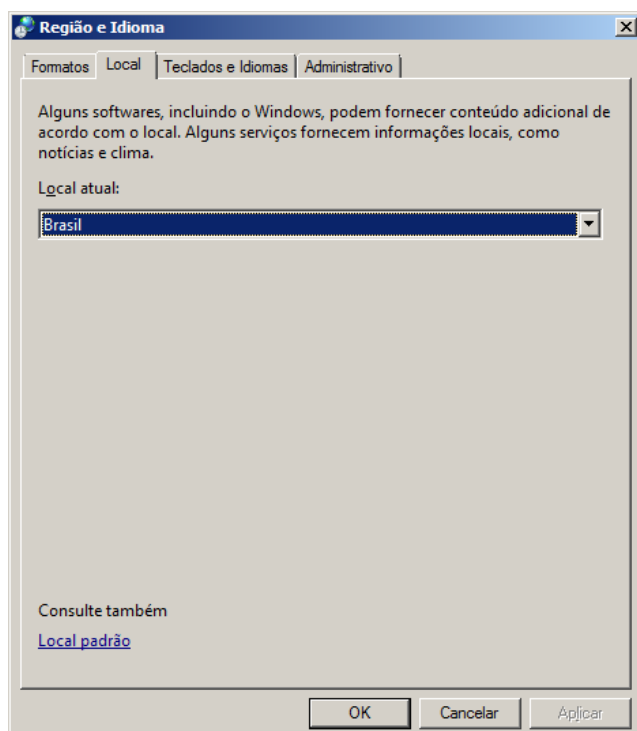 Região e Idioma
Formatos Local Teclados e Idiomas Administrativo
Alguns softwares, incluindo o Windows, podem fornecer conteúdo adicional de
acordo com o local. Alguns serviços fornecem informações locais, como
notícias e clima.
Local atual:
Brasil
Consulte também
Local padrão
OK Cancelar Aplicar